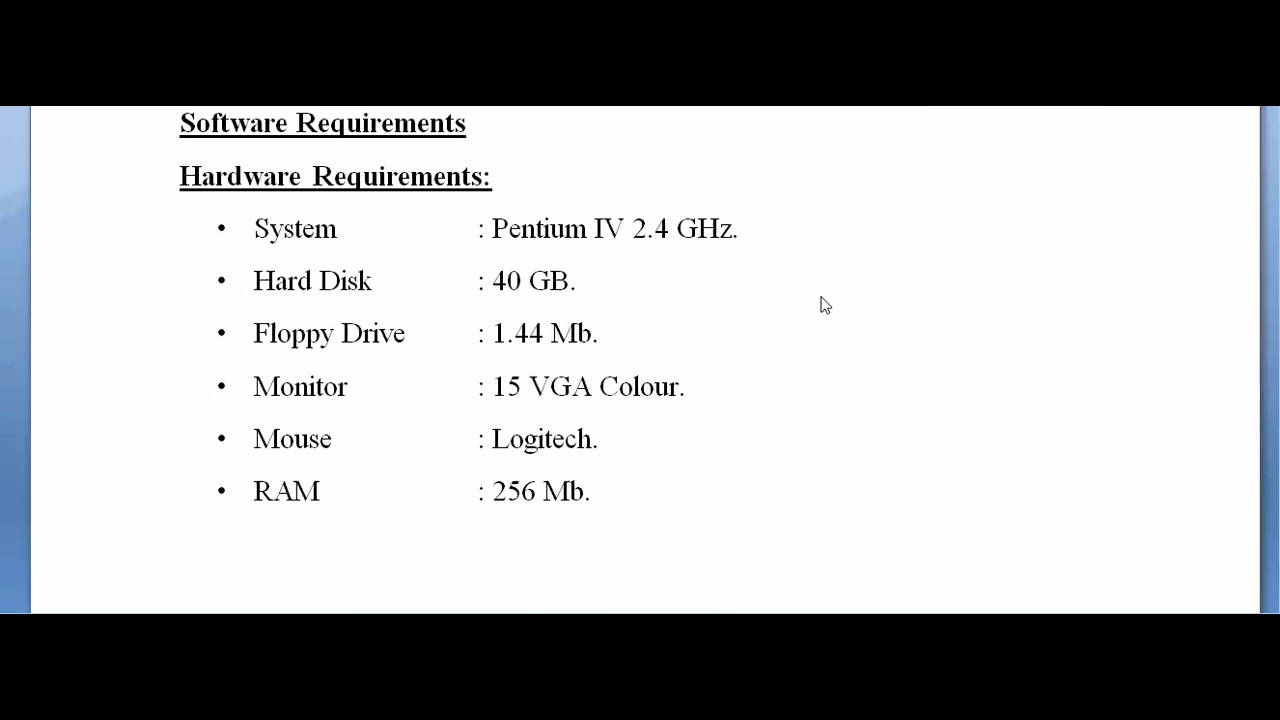 Software Requirements
Hardware Requirements:
• System : Pentium IV 2.4 GHz.
• Hard Disk : 40 GB.
• Floppy Drive : 1.44 Mb.
• Monitor : 15 VGA Colour.
• Mouse : Logitech.
• RAM : 256 Mb.